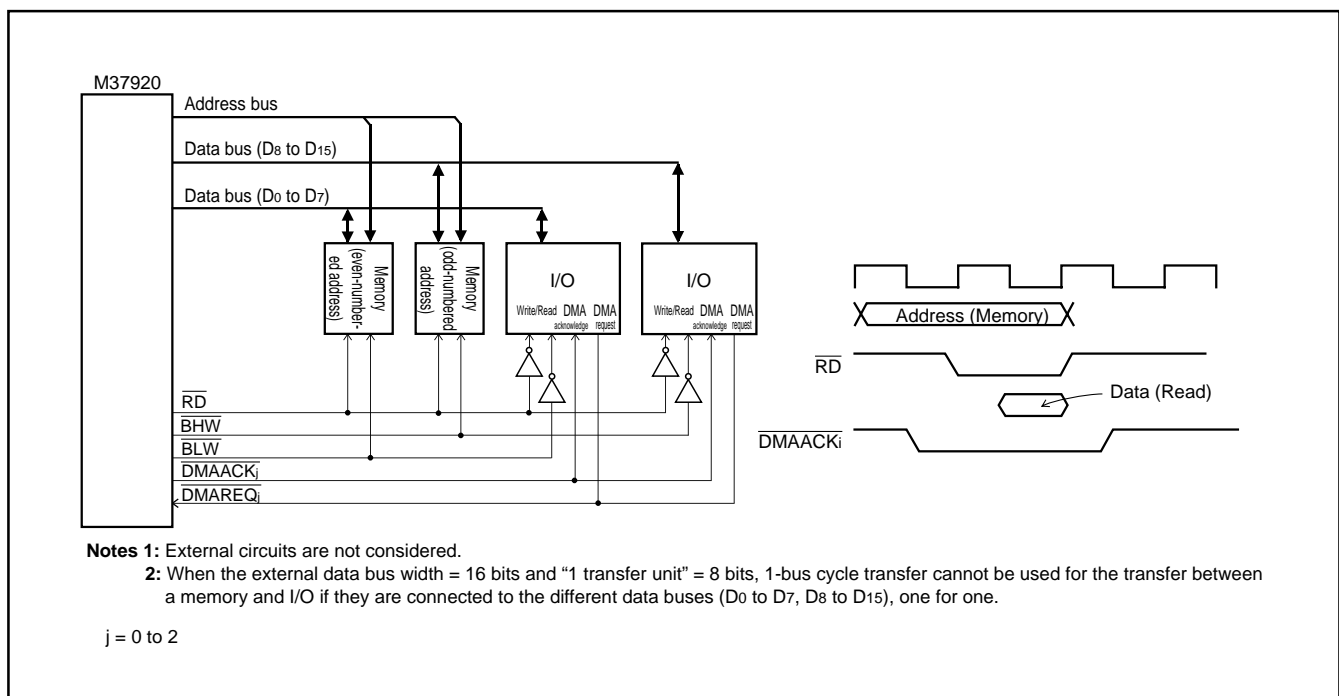 M37920
Address bus
Data bus (D8 to D15)
Data bus (D0 to D7)
Memory
(even-number-
ed address)
Memory
(odd-numbered
address)
I/O
Write/Read DMA DMA
acknowledge request
I/O
Write/Read DMA DMA
acknowledge request
RD
BHW
BLW
DMAACKj
DMAREQj
Address (Memory)
RD
Data (Read)
DMAACKi
Notes 1: External circuits are not considered.
2: When the external data bus width = 16 bits and “1 transfer unit” = 8 bits, 1-bus cycle transfer cannot be used for the transfer between
a memory and I/O if they are connected to the different data buses (D0 to D7, D8 to D15), one for one.
j = 0 to 2